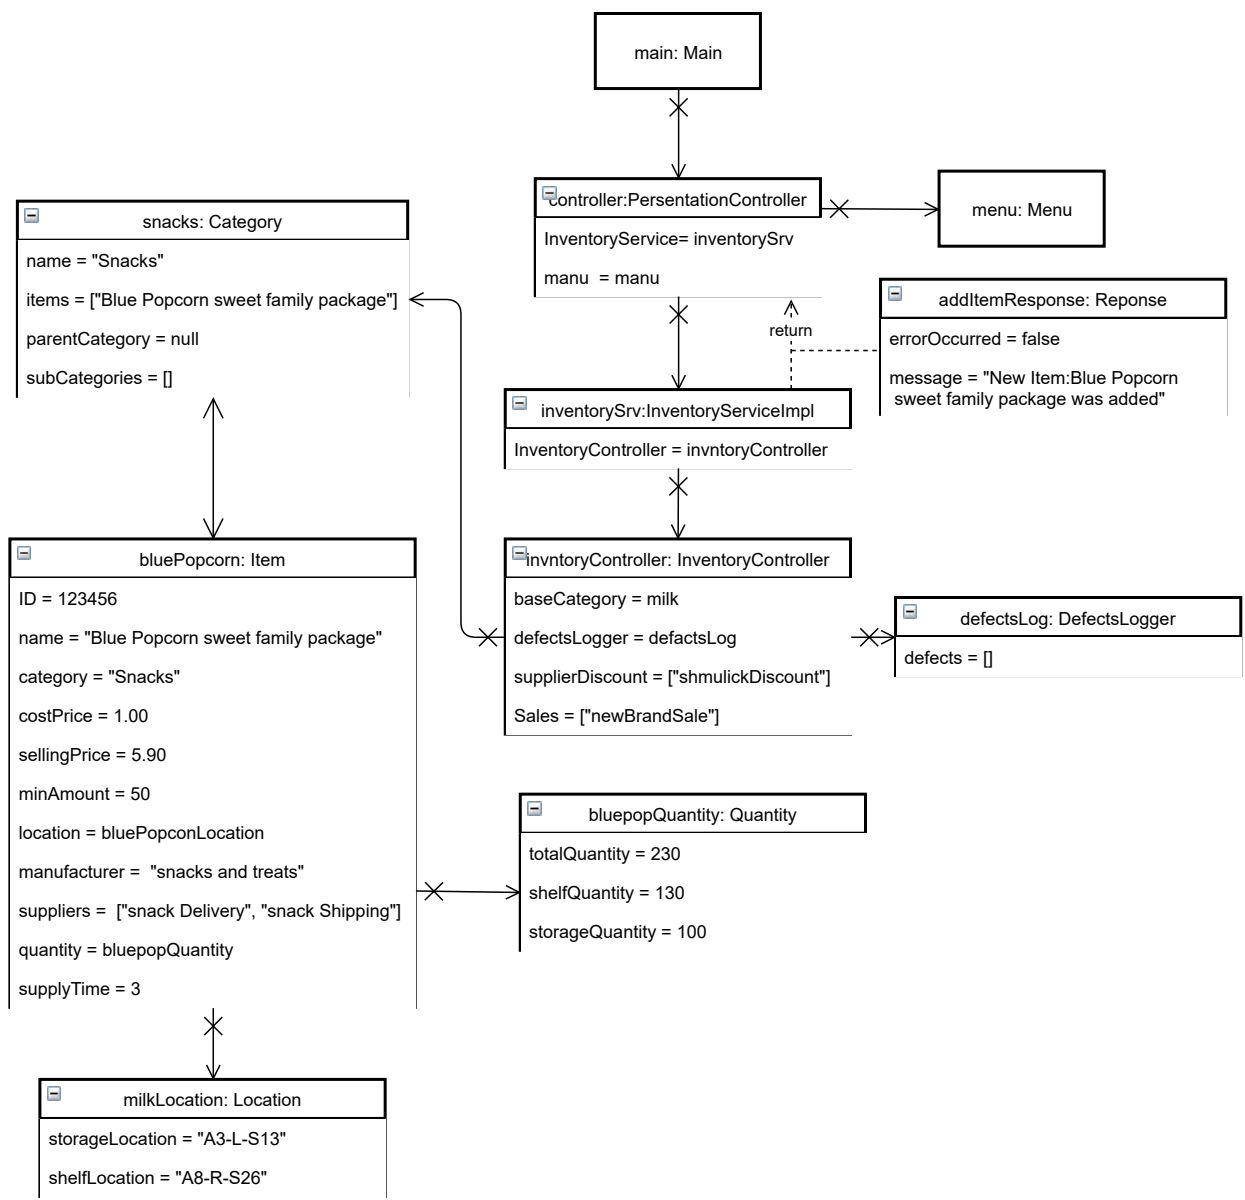 main: Main
controller:PersentationController
InventoryService= inventorySrv
manu  = manu
menu: Menu
snacks: Category
name = "Snacks"
items = ["Blue Popcorn sweet family package"]
parentCategory = null
subCategories = []
return
addItemResponse: Reponse
errorOccurred = false
message = "New Item:Blue Popcorn
sweet family package was added"
inventorySrv:InventoryServiceImpl
InventoryController = invntoryController
bluePopcorn: Item
ID = 123456
name = "Blue Popcorn sweet family package"
category = "Snacks"
costPrice = 1.00
sellingPrice = 5.90
minAmount = 50
location = bluePopconLocation
manufacturer =  "snacks and treats"
suppliers =  ["snack Delivery", "snack Shipping"]
quantity = bluepopQuantity
supplyTime = 3
invntoryController: InventoryController
baseCategory = milk
defectsLogger = defactsLog
supplierDiscount = ["shmulickDiscount"]
Sales = ["newBrandSale"]
defectsLog: DefectsLogger
defects = []
bluepopQuantity: Quantity
totalQuantity = 230
shelfQuantity = 130
storageQuantity = 100
milkLocation: Location
storageLocation = "A3-L-S13"
shelfLocation = "A8-R-S26"